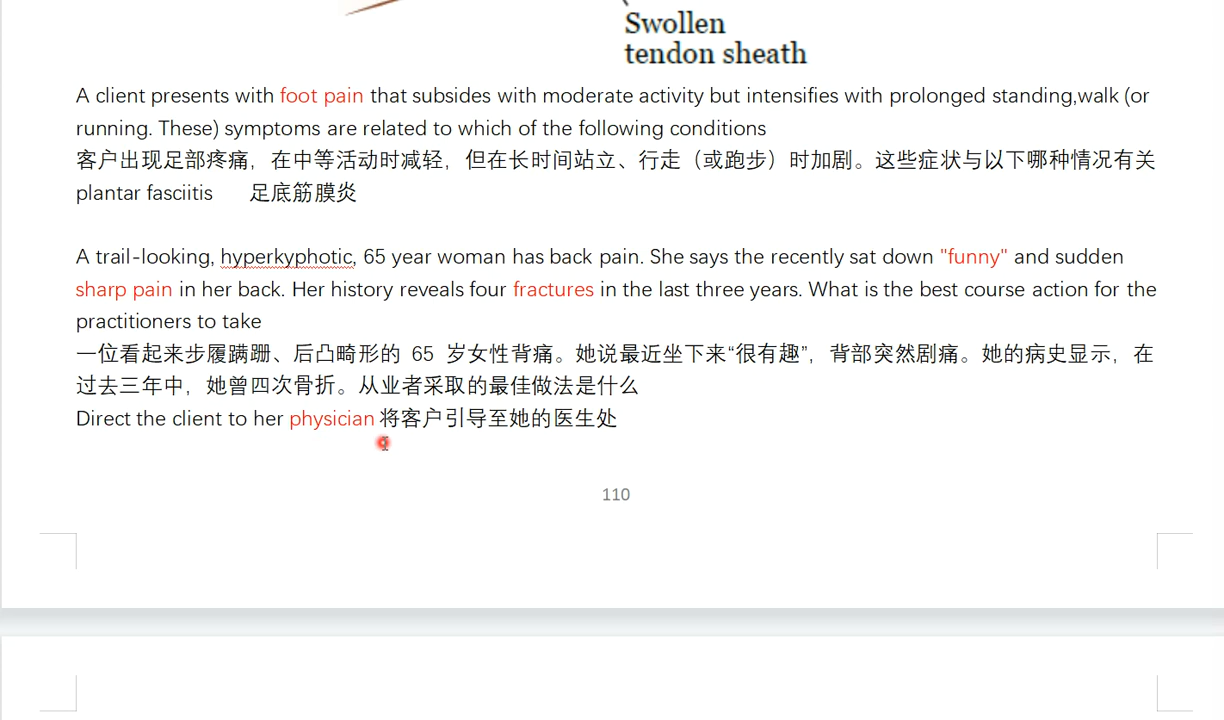 Swollen
tendon sheath
A client presents with foot pain that subsides with moderate activity but intensifies with prolonged standing,walk (or
running. These) symptoms are related to which of the following conditions
客户出现足部疼痛，在中等活动时减轻，但在长时间站立、行走（或跑步）时加剧。这些症状与以下哪种情况有关
plantar fasciitis 足底筋膜炎
A trail-looking, hyperkyphotic, 65 year woman has back pain. She says the recently sat down "funny" and sudden
sharp pain in her back. Her history reveals four fractures in the last three years. What is the best course action for the
practitioners to take
一位看起来步履蹒跚、后凸畸形的 65 岁女性背痛。她说最近坐下来“很有趣”，背部突然剧痛。她的病史显示，在
过去三年中，她曾四次骨折。从业者采取的最佳做法是什么
Direct the client to her physician 将客户引导至她的医生处
110